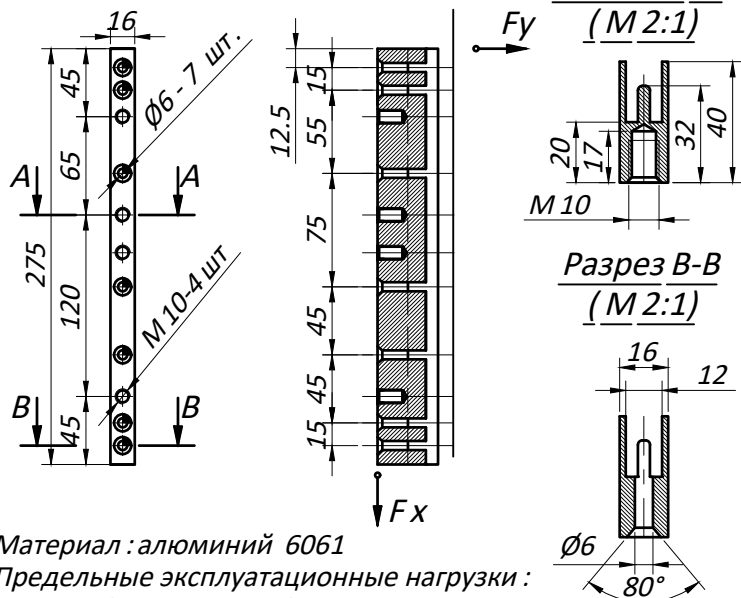 16
45
65
275
120
45
A
A
B
B
Ø6 - 7 шт.
M 10-4 шт
12.5
15
55
75
45
45
15
Fy
Fx
(М 2:1)
20
17
32
40
M 10
Разрез В-В
(М 2:1)
16
12
Ø6
80°
Материал : алюминий 6061
Предельные эксплуатационные нагрузки :